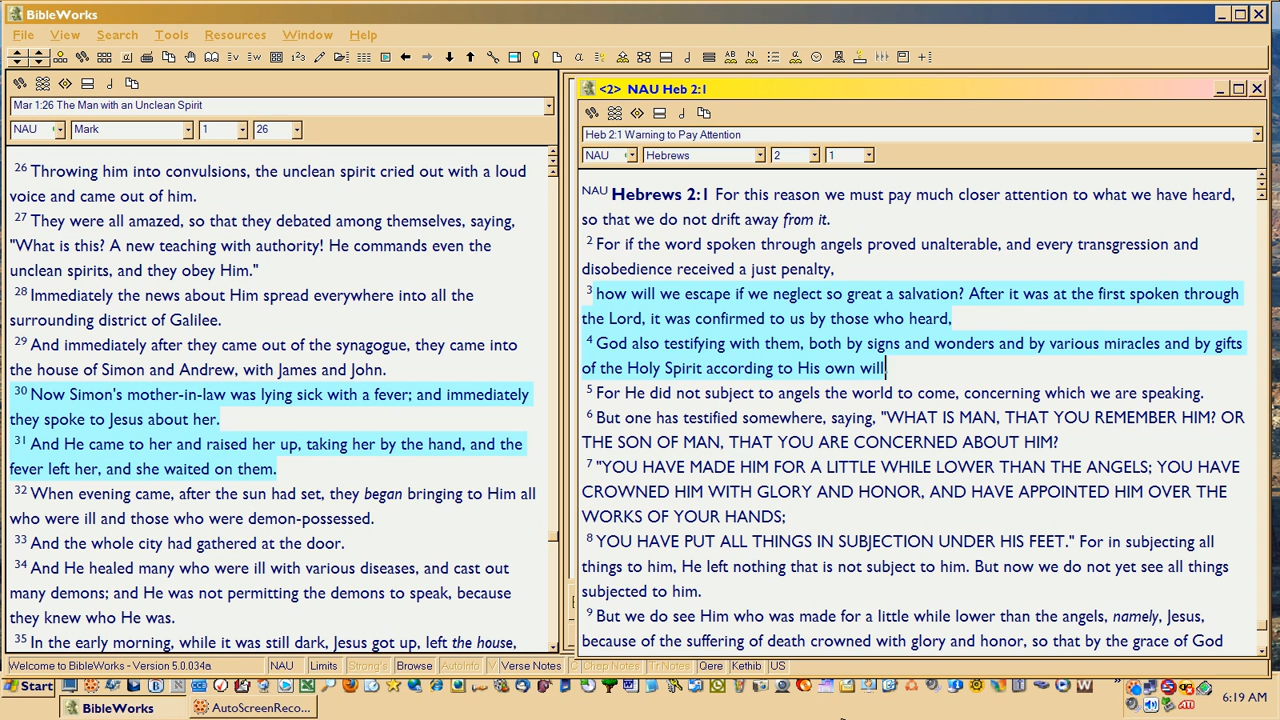 BibleWorks
File View Search Tools Resources Window Help
Mar 1:26 The Man with an Unclean Spirit
NAU Mark 1 26
26 Throwing him into convulsions, the unclean spirit cried out with a loud
voice and came out of him.
27 They were all amazed, so that they debated among themselves, saying,
"What is this? A new teaching with authority! He commands even the
unclean spirits, and they obey Him."
28 Immediately the news about Him spread everywhere into all the
surrounding district of Galilee.
29 And immediately after they came out of the synagogue, they came into
the house of Simon and Andrew, with James and John.
30 Now Simon's mother-in-law was lying sick with a fever; and immediately
they spoke to Jesus about her.
31 And He came to her and raised her up, taking her by the hand, and the
fever left her, and she waited on them.
32 When evening came, after the sun had set, they began bringing to Him all
who were ill and those who were demon-possessed.
33 And the whole city had gathered at the door.
34 And He healed many who were ill with various diseases, and cast out
many demons; and He was not permitting the demons to speak, because
they knew who He was.
35 In the early morning, while it was still dark, Jesus got up, left the house,
<2> NAU Heb 2:1
Heb 2:1 Warning to Pay Attention
NAU Hebrews 2 1
NAU Hebrews 2:1 For this reason we must pay much closer attention to what we have heard,
so that we do not drift away from it.
2 For if the word spoken through angels proved unalterable, and every transgression and
disobedience received a just penalty,
3 how will we escape if we neglect so great a salvation? After it was at the first spoken through
the Lord, it was confirmed to us by those who heard,
4 God also testifying with them, both by signs and wonders and by various miracles and by gifts
of the Holy Spirit according to His own will
5 For He did not subject to angels the world to come, concerning which we are speaking.
6 But one has testified somewhere, saying, "WHAT IS MAN, THAT YOU REMEMBER HIM? OR
THE SON OF MAN, THAT YOU ARE CONCERNED ABOUT HIM?
7 "YOU HAVE MADE HIM FOR A LITTLE WHILE LOWER THAN THE ANGELS; YOU HAVE
CROWNED HIM WITH GLORY AND HONOR, AND HAVE APPOINTED HIM OVER THE
WORKS OF YOUR HANDS;
8 YOU HAVE PUT ALL THINGS IN SUBJECTION UNDER HIS FEET." For in subjecting all
things to him, He left nothing that is not subject to him. But now we do not yet see all things
subjected to him.
9 But we do see Him who was made for a little while lower than the angels, namely, Jesus,
because of the suffering of death crowned with glory and honor, so that by the grace of God
Welcome to BibleWorks - Version 5.0.034a NAU Limits Strong's Browse AutoInfo V Verse Notes C Chap Notes Tr Notes Qere Kethib US
Start
6:19 AM
BibleWorks AutoScreenReco...